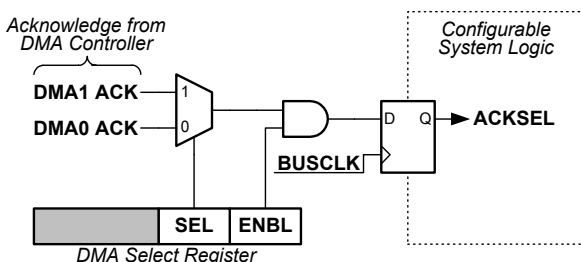 Acknowledge from
DMA Controller
Configurable
System Logic
DMA1 ACK
1
DMA0 ACK
0
D
Q
ACKSEL
BUSCLK
SEL
ENBL
DMA Select Register